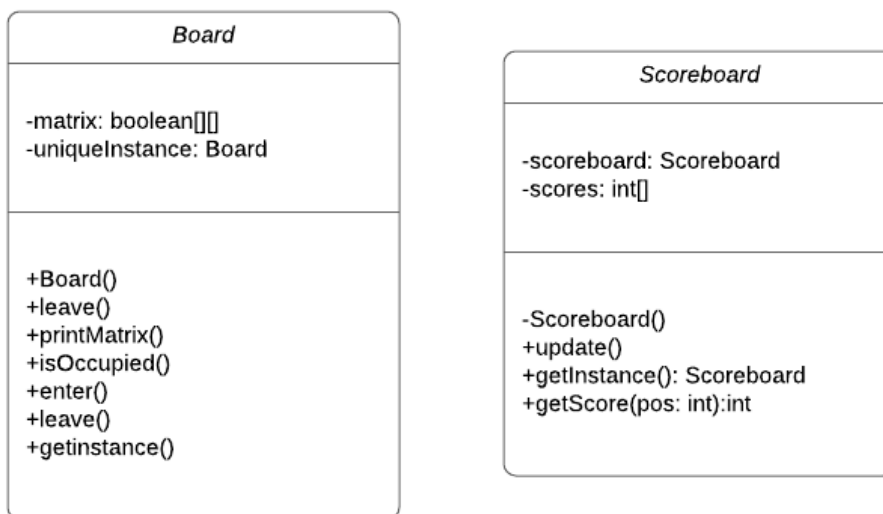 Board
-matrix: boolean[][]
-uniqueInstance: Board
+Board()
+leave()
+printMatrix()
+isOccupied()
+enter()
+leave()
+getinstance()
Scoreboard
-scoreboard: Scoreboard
-scores: int[]
-Scoreboard()
+update()
+getInstance(): Scoreboard
+getScore(pos: int):int